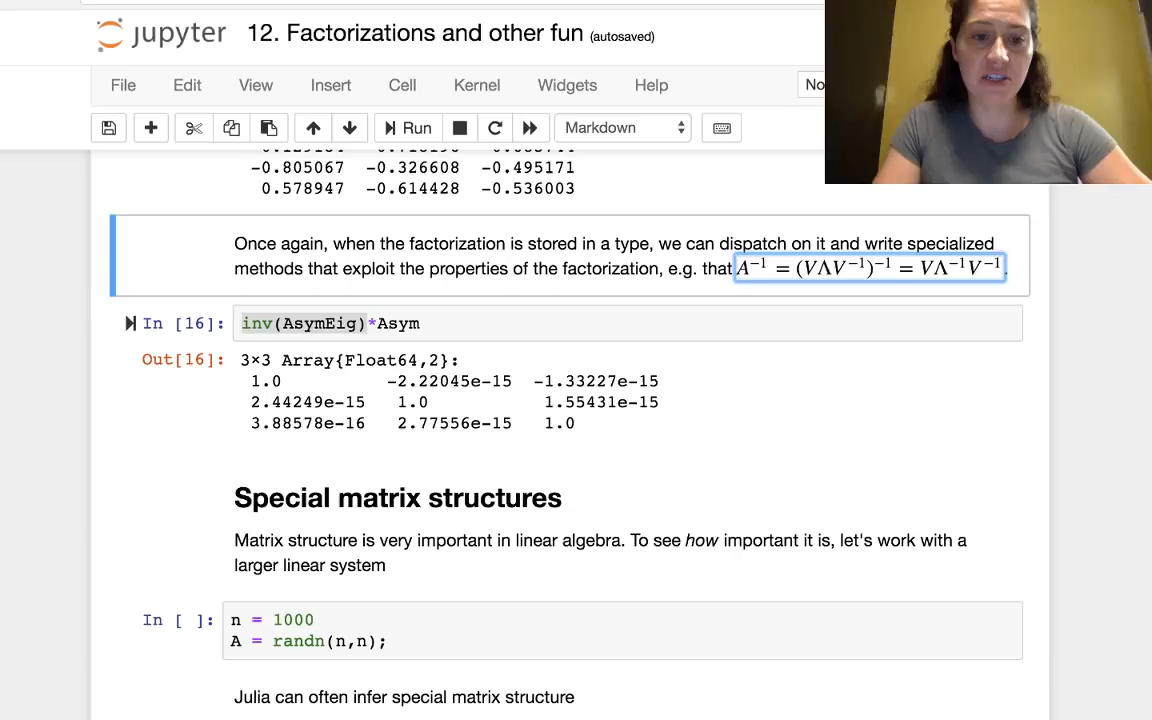 jupyter 12. Factorizations and other fun (autosaved)
File Edit View Insert Cell Kernel Widgets Help No
Run Markdown
-0.805067 -0.326608 -0.495171
0.578947 -0.614428 -0.536003
Once again, when the factorization is stored in a type, we can dispatch on it and write specialized
methods that exploit the properties of the factorization, e.g. that A⁻¹ = (VΛV⁻¹)⁻¹ = VΛ⁻¹V⁻¹.
In [16]: inv(AsymEig)*Asym
Out[16]: 3×3 Array{Float64,2}:
1.0 -2.22045e-15 -1.33227e-15
2.44249e-15 1.0 1.55431e-15
3.88578e-16 2.77556e-15 1.0
Special matrix structures
Matrix structure is very important in linear algebra. To see how important it is, let's work with a
larger linear system
In [ ]: n = 1000
A = randn(n,n);
Julia can often infer special matrix structure